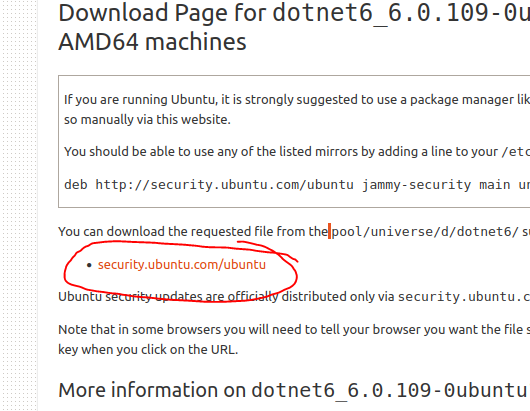 Download Page for dotnet6_6.0.109-0u
AMD64 machines
If you are running Ubuntu, it is strongly suggested to use a package manager lik
so manually via this website.
You should be able to use any of the listed mirrors by adding a line to your /etc
deb http://security.ubuntu.com/ubuntu jammy-security main un
You can download the requested file from the pool/universe/d/dotnet6/su
• security.ubuntu.com/ubuntu
Ubuntu security updates are officially distributed only via security.ubuntu.c
Note that in some browsers you will need to tell your browser you want the file s
key when you click on the URL.
More information on dotnet6_6.0.109-0ubuntu